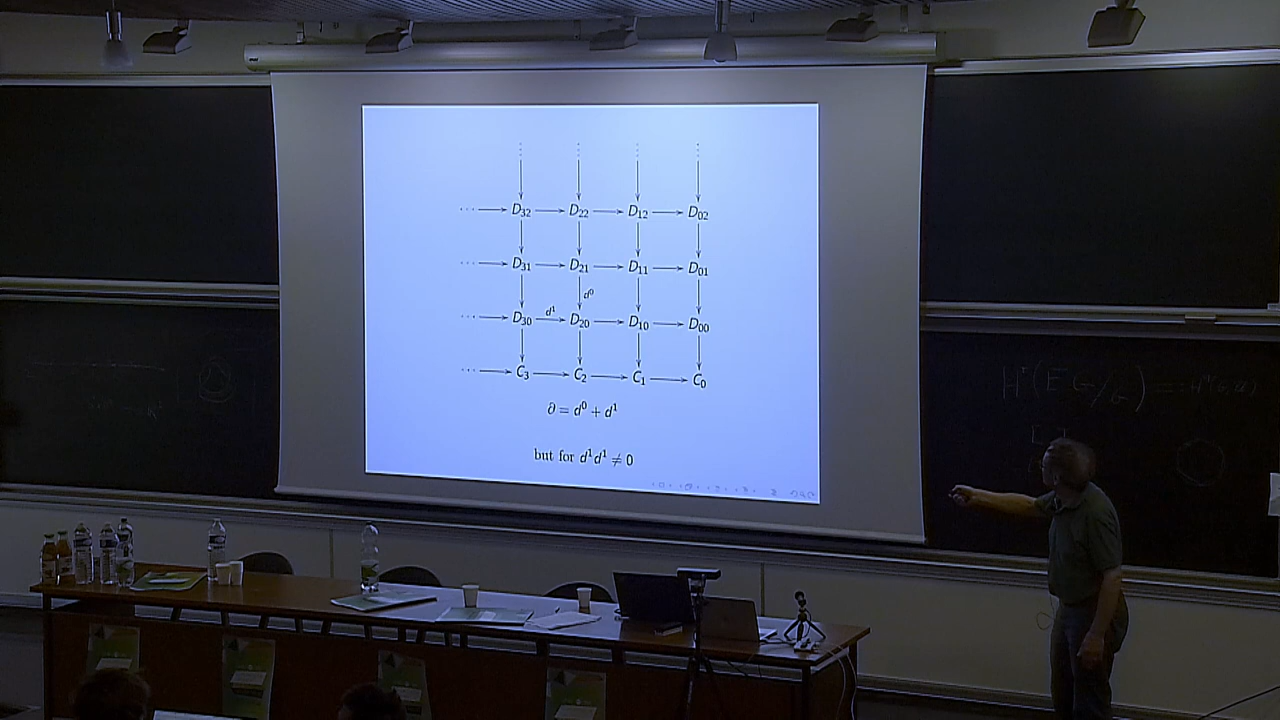 ⋮ ⋮ ⋮ ⋮
⋯ → D₃₂ → D₂₂ → D₁₂ → D₀₂
⋯ → D₃₁ → D₂₁ → D₁₁ → D₀₁
d⁰
d¹
⋯ → D₃₀ → D₂₀ → D₁₀ → D₀₀
⋯ → C₃ → C₂ → C₁ → C₀
∂ = d⁰ + d¹
but for d¹d¹ ≠ 0